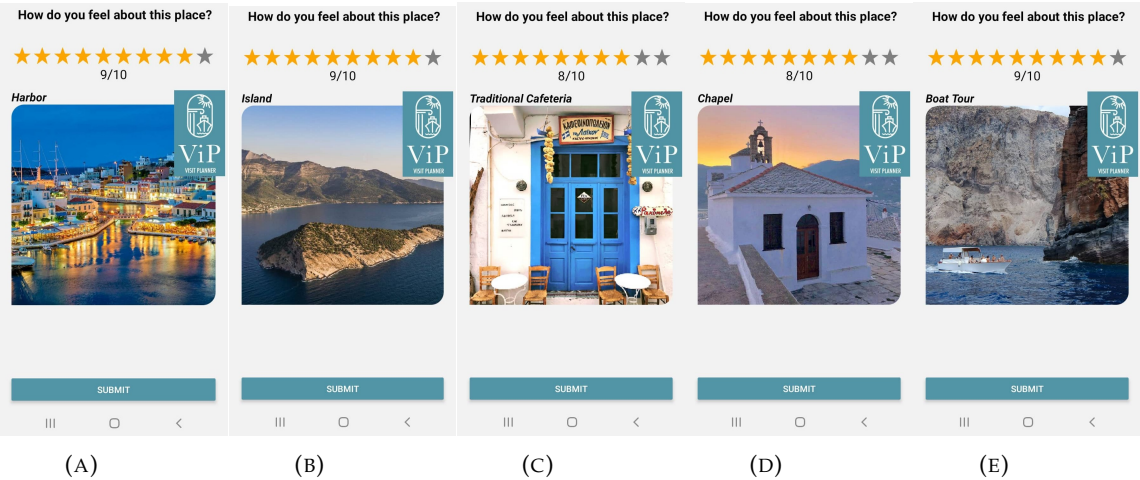 How do you feel about this place?
9/10
Harbor
ViP
VISIT PLANNER
SUBMIT
(A)
How do you feel about this place?
9/10
Island
ViP
VISIT PLANNER
SUBMIT
(B)
How do you feel about this place?
8/10
Traditional Cafeteria
ViP
VISIT PLANNER
SUBMIT
(C)
How do you feel about this place?
8/10
Chapel
ViP
VISIT PLANNER
SUBMIT
(D)
How do you feel about this place?
9/10
Boat Tour
ViP
VISIT PLANNER
SUBMIT
(E)